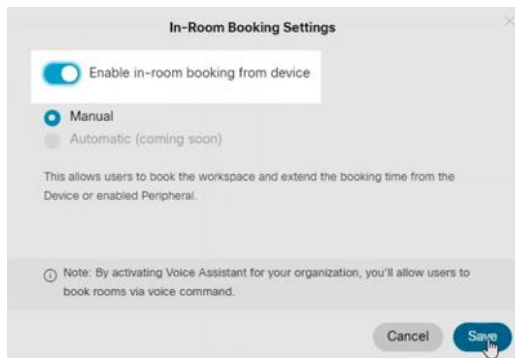 In-Room Booking Settings
Enable in-room booking from device
Manual
Automatic (coming soon)
This allows users to book the workspace and extend the booking time from the
Device or enabled Peripheral.
Note: By activating Voice Assistant for your organization, you'll allow users to
book rooms via voice command.
Cancel Save